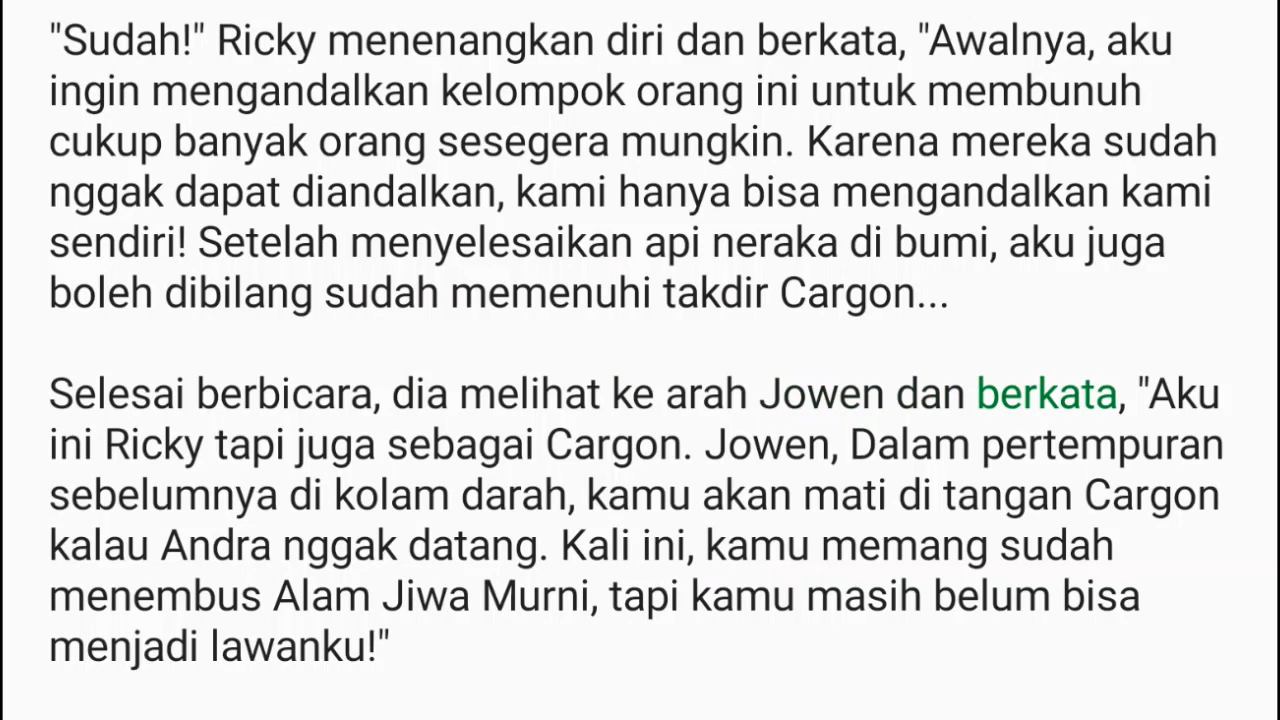 "Sudah!" Ricky menenangkan diri dan berkata, "Awalnya, aku
ingin mengandalkan kelompok orang ini untuk membunuh
cukup banyak orang sesegera mungkin. Karena mereka sudah
nggak dapat diandalkan, kami hanya bisa mengandalkan kami
sendiri! Setelah menyelesaikan api neraka di bumi, aku juga
boleh dibilang sudah memenuhi takdir Cargon...
Selesai berbicara, dia melihat ke arah Jowen dan berkata, "Aku
ini Ricky tapi juga sebagai Cargon. Jowen, Dalam pertempuran
sebelumnya di kolam darah, kamu akan mati di tangan Cargon
kalau Andra nggak datang. Kali ini, kamu memang sudah
menembus Alam Jiwa Murni, tapi kamu masih belum bisa
menjadi lawanku!"